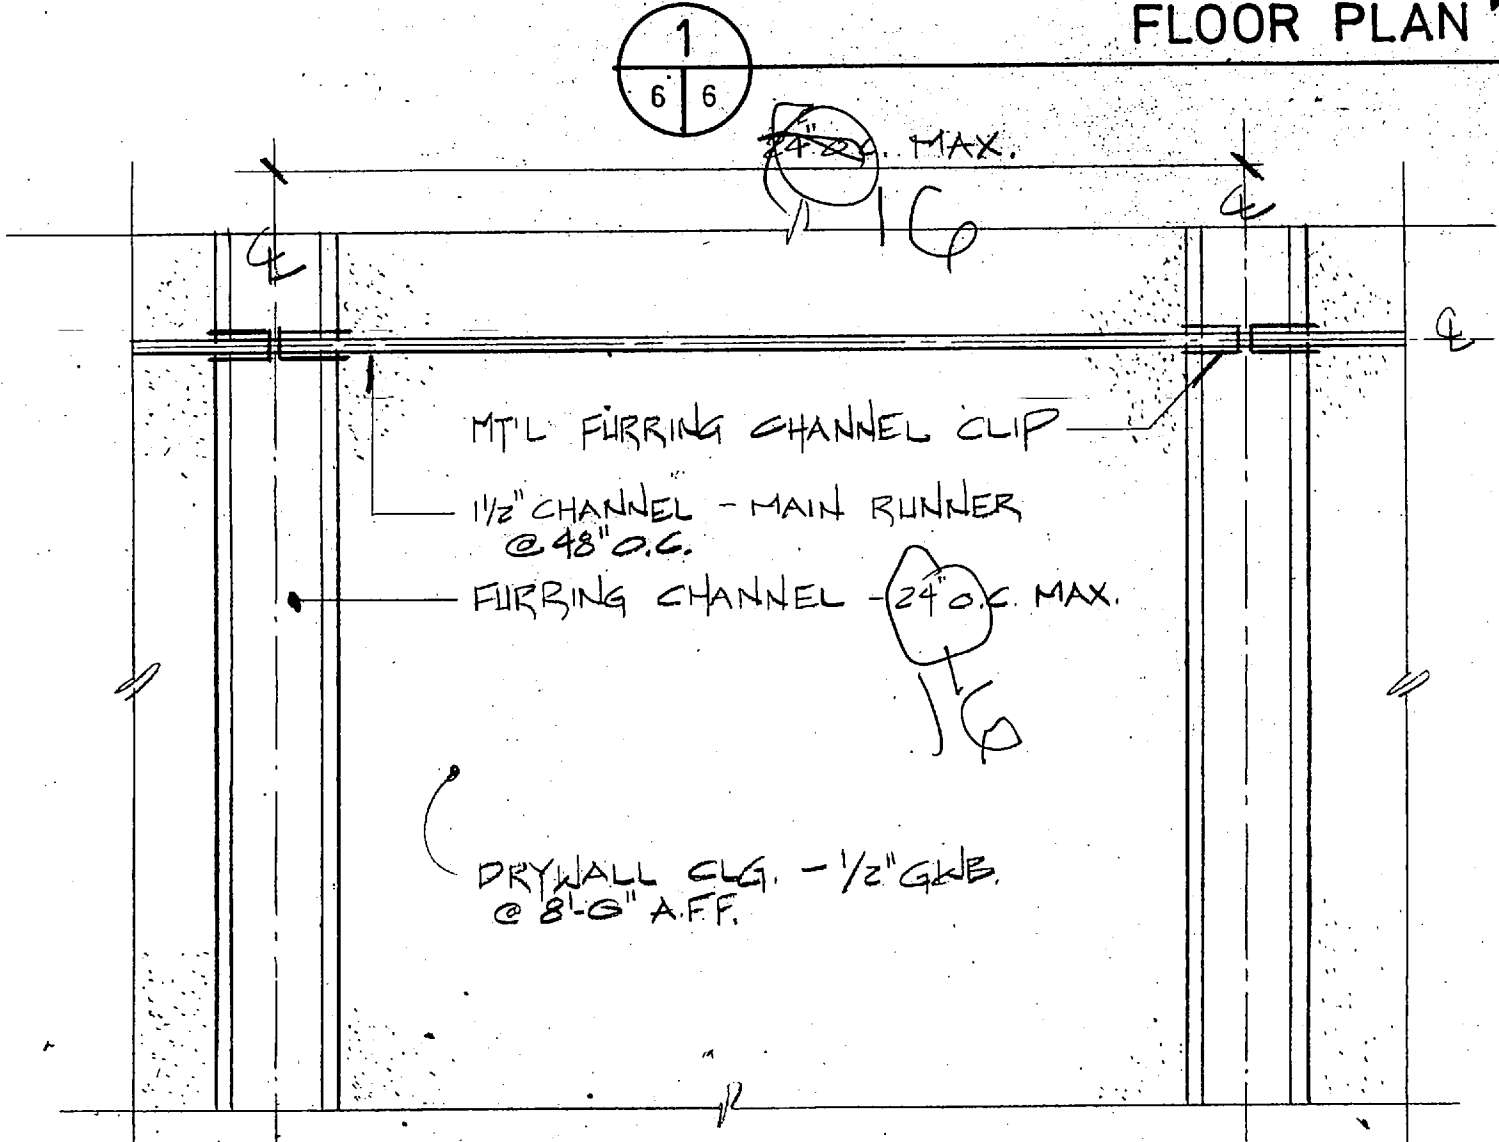 FLOOR PLAN
1
6 6
24" O.C. MAX.
16
℄
℄
℄
MT'L FURRING CHANNEL CLIP
1½" CHANNEL - MAIN RUNNER
@ 48" O.C.
FURRING CHANNEL - 24" O.C. MAX.
16
DRYWALL CLG. - 1/2" GWB.
@ 8'-0" A.F.F.